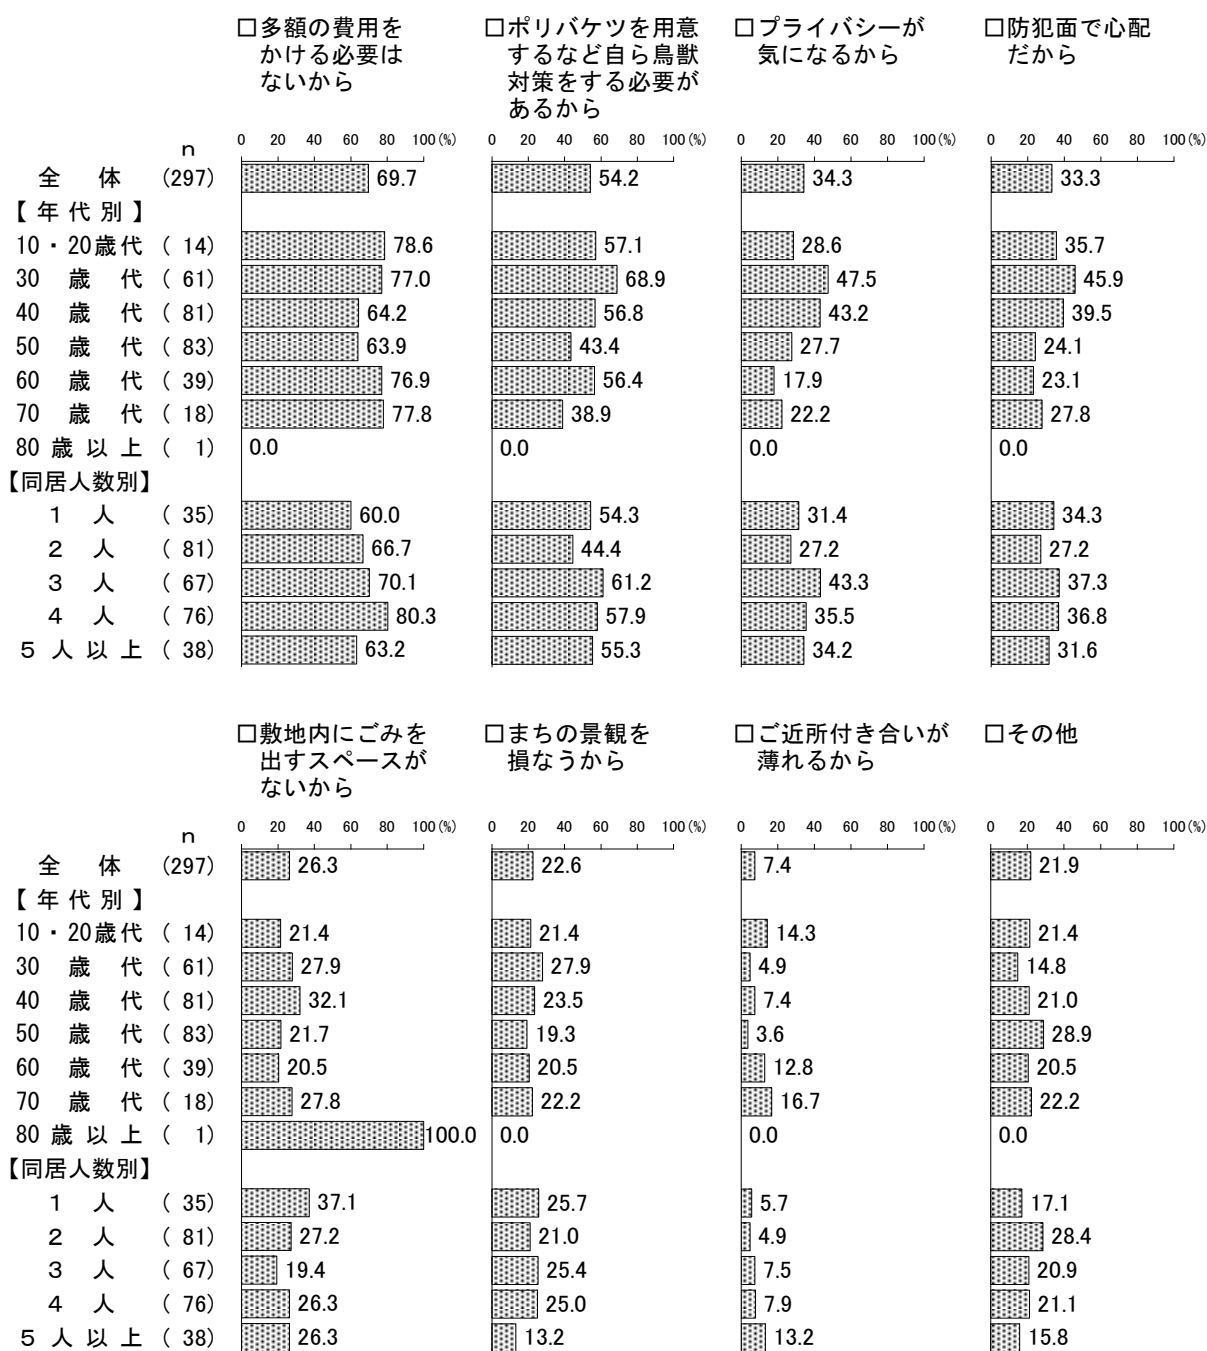 □多額の費用を
かける必要は
ないから
□ポリバケツを用意
するなど自ら鳥獣
対策をする必要が
あるから
□プライバシーが
気になるから
□防犯面で心配
だから
0 20 40 60 80 100(%) 0 20 40 60 80 100(%) 0 20 40 60 80 100(%) 0 20 40 60 80 100(%)
n
全 体 (297) 69.7 54.2 34.3 33.3
【年代別】
10・20歳代 ( 14) 78.6 57.1 28.6 35.7
30 歳 代 ( 61) 77.0 68.9 47.5 45.9
40 歳 代 ( 81) 64.2 56.8 43.2 39.5
50 歳 代 ( 83) 63.9 43.4 27.7 24.1
60 歳 代 ( 39) 76.9 56.4 17.9 23.1
70 歳 代 ( 18) 77.8 38.9 22.2 27.8
80 歳 以 上 ( 1) 0.0 0.0 0.0 0.0
【同居人数別】
1 人 ( 35) 60.0 54.3 31.4 34.3
2 人 ( 81) 66.7 44.4 27.2 27.2
3 人 ( 67) 70.1 61.2 43.3 37.3
4 人 ( 76) 80.3 57.9 35.5 36.8
5 人 以 上 ( 38) 63.2 55.3 34.2 31.6
□敷地内にごみを
出すスペースが
ないから
□まちの景観を
損なうから
□ご近所付き合いが
薄れるから
□その他
0 20 40 60 80 100(%) 0 20 40 60 80 100(%) 0 20 40 60 80 100(%) 0 20 40 60 80 100(%)
n
全 体 (297) 26.3 22.6 7.4 21.9
【年代別】
10・20歳代 ( 14) 21.4 21.4 14.3 21.4
30 歳 代 ( 61) 27.9 27.9 4.9 14.8
40 歳 代 ( 81) 32.1 23.5 7.4 21.0
50 歳 代 ( 83) 21.7 19.3 3.6 28.9
60 歳 代 ( 39) 20.5 20.5 12.8 20.5
70 歳 代 ( 18) 27.8 22.2 16.7 22.2
80 歳 以 上 ( 1) 100.0 0.0 0.0 0.0
【同居人数別】
1 人 ( 35) 37.1 25.7 5.7 17.1
2 人 ( 81) 27.2 21.0 4.9 28.4
3 人 ( 67) 19.4 25.4 7.5 20.9
4 人 ( 76) 26.3 25.0 7.9 21.1
5 人 以 上 ( 38) 26.3 13.2 13.2 15.8